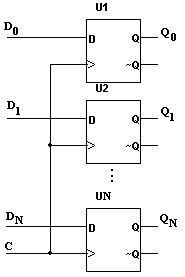 U1
D0 D Q Q0
~Q
U2
D1 D Q Q1
~Q
UN
DN D Q QN
C ~Q